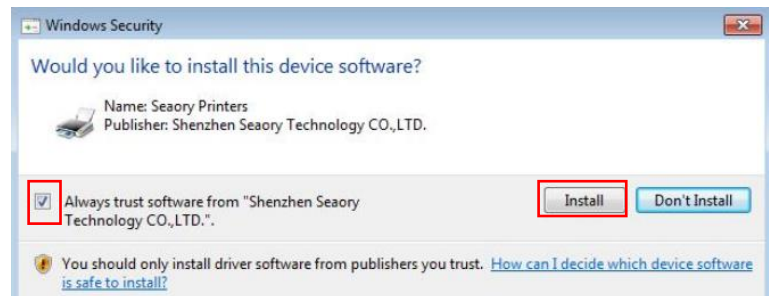 Windows Security
Would you like to install this device software?
Name: Seaory Printers
Publisher: Shenzhen Seaory Technology CO.,LTD.
Always trust software from "Shenzhen Seaory
Technology CO.,LTD.".
Install
Don't Install
You should only install driver software from publishers you trust. How can I decide which device software
is safe to install?